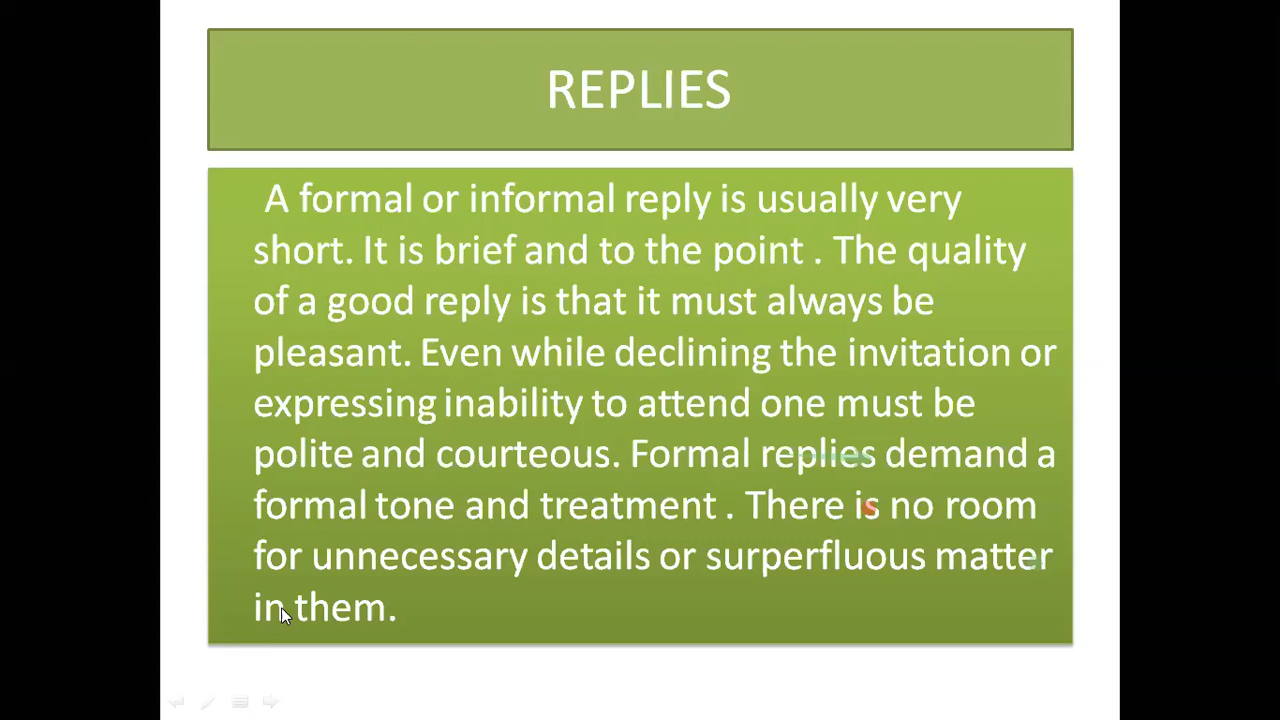 REPLIES
A formal or informal reply is usually very
short. It is brief and to the point . The quality
of a good reply is that it must always be
pleasant. Even while declining the invitation or
expressing inability to attend one must be
polite and courteous. Formal replies demand a
formal tone and treatment . There is no room
for unnecessary details or surperfluous matter
in them.